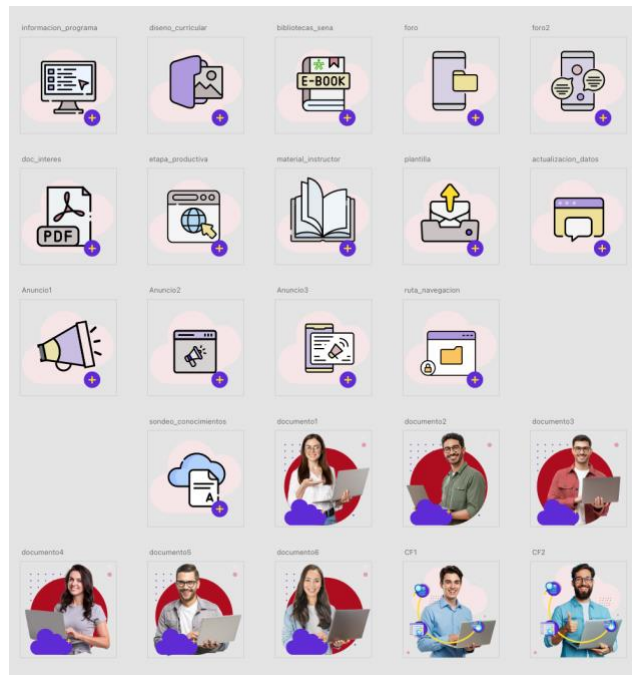 informacion_programa
diseno_curricular
bibliotecas_sena
foro
foro2
E-BOOK
doc_interes
etapa_productiva
material_instructor
plantilla
actualizacion_datos
PDF
Anuncio1
Anuncio2
Anuncio3
ruta_navegacion
sondeo_conocimientos
documento1
documento2
documento3
A
documento4
documento5
documento6
CF1
CF2